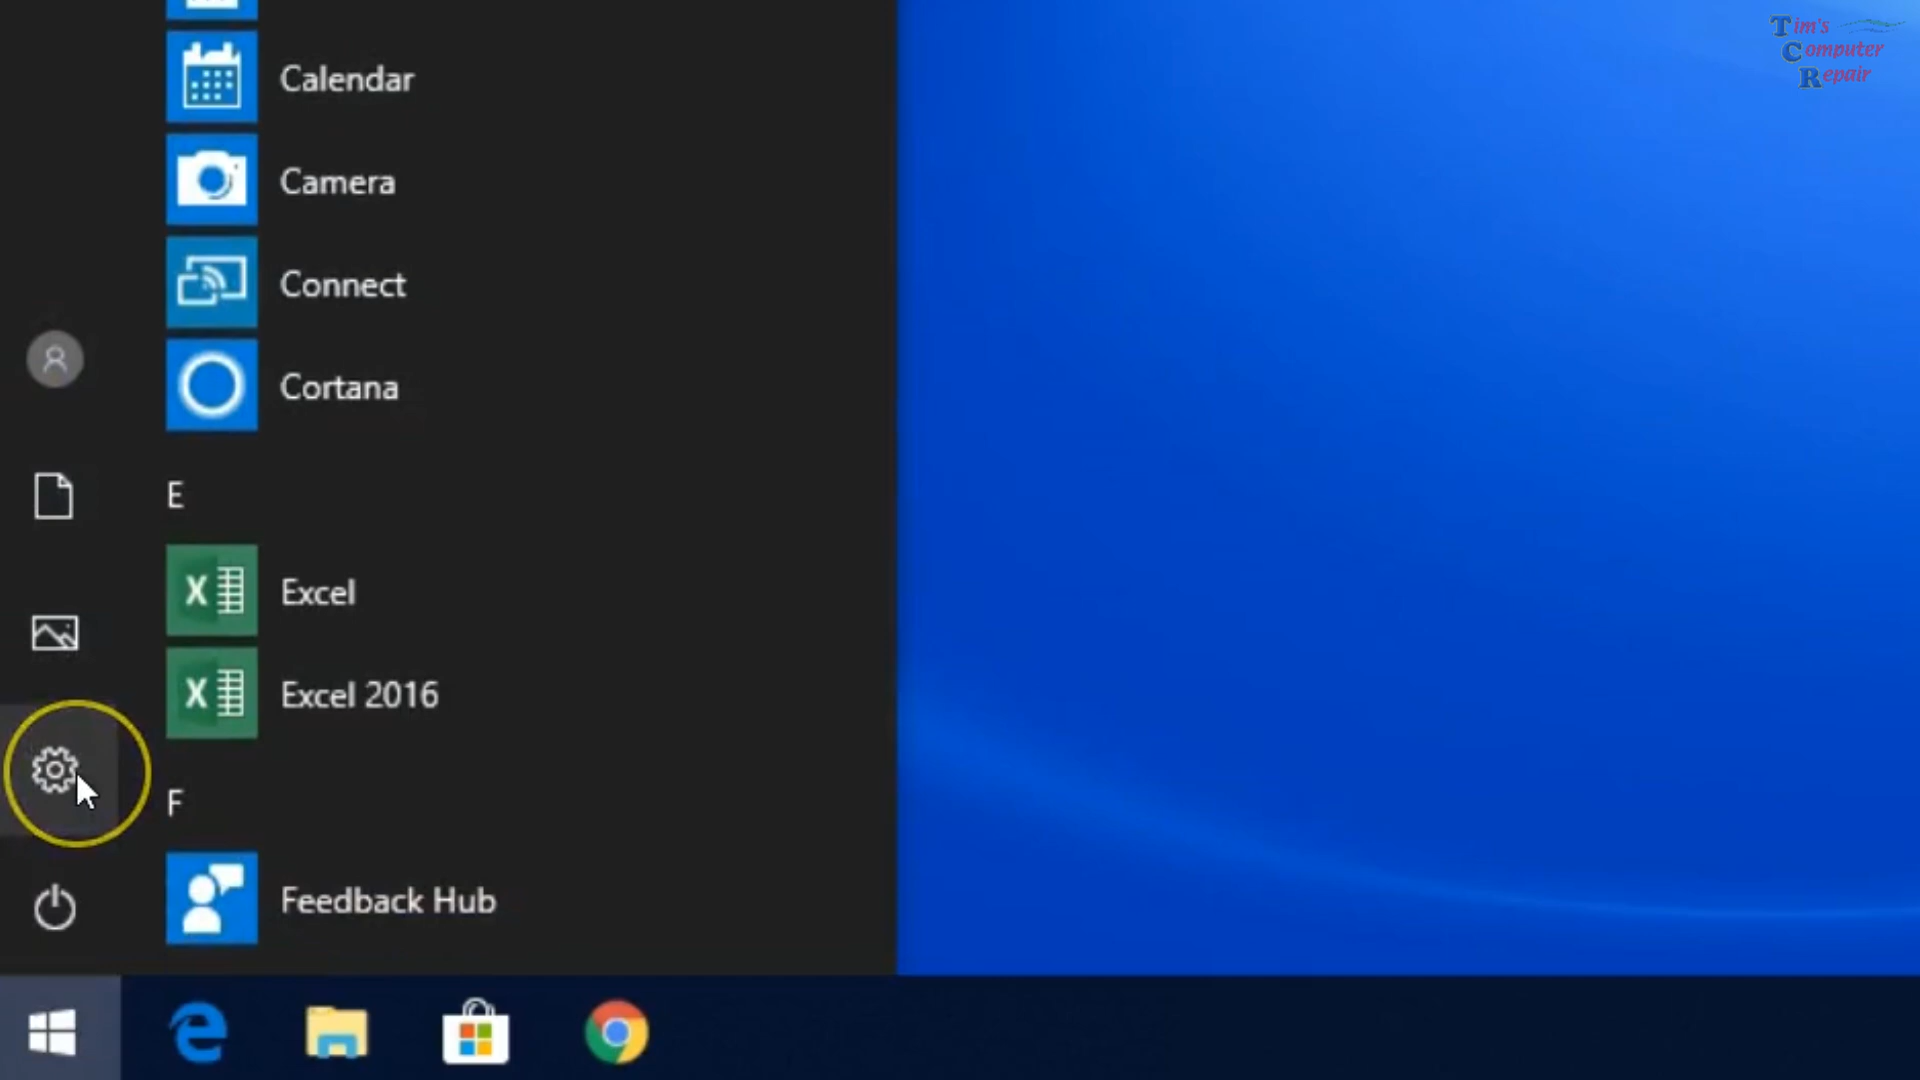 Tim's
Computer
Repair
Calendar
Camera
Connect
Cortana
E
Excel
Excel 2016
F
Feedback Hub